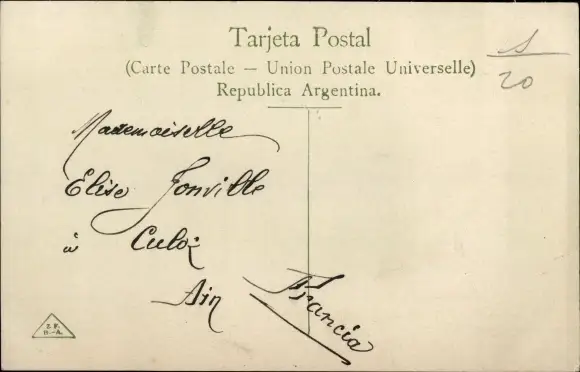 Tarjeta Postal
(Carte Postale — Union Postale Universelle)
Republica Argentina.
20
Mademoiselle
Elise Jonville
à Culoz
Ain
Francia
Z. F.